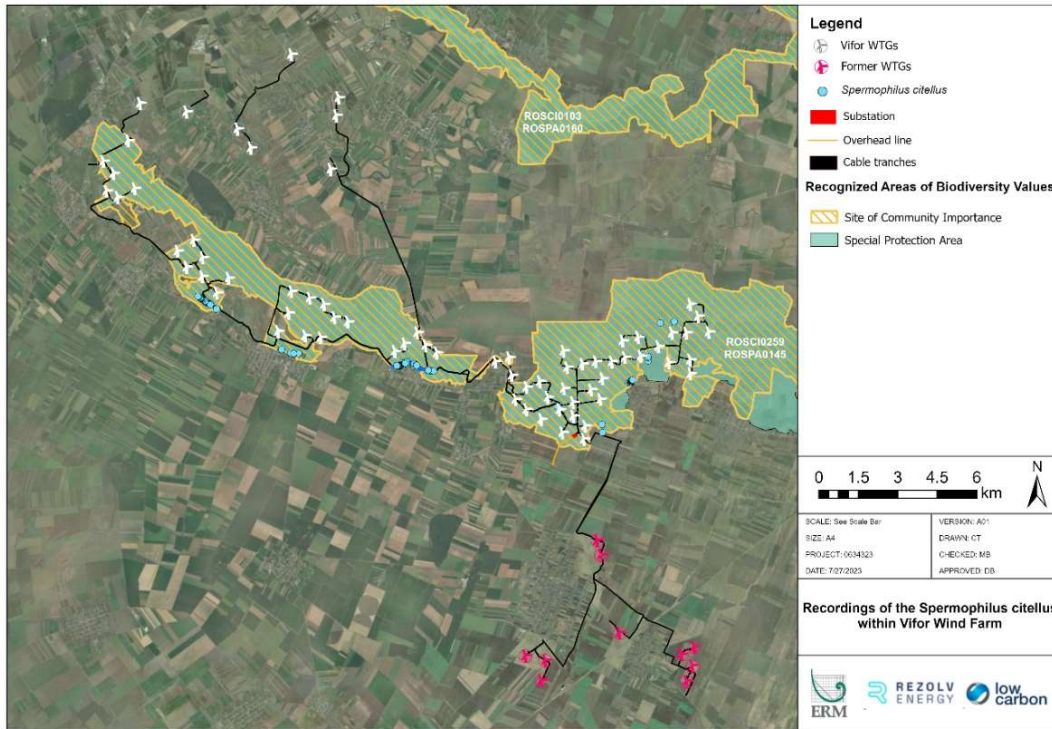 ROSCI0103
ROSPA0160
ROSCI0259
ROSPA0145
Legend
Vifor WTGs
Former WTGs
Spermophilus citellus
Substation
Overhead line
Cable tranches
Recognized Areas of Biodiversity Values
Site of Community Importance
Special Protection Area
0 1.5 3 4.5 6
km
N
SCALE: See Scale Bar
VERSION: A01
SIZE: A4
DRAWN: CT
PROJECT: 0634323
CHECKED: MB
DATE: 7/27/2023
APPROVED: DB
Recordings of the Spermophilus citellus
within Vifor Wind Farm
ERM
REZOLV
ENERGY
low
carbon